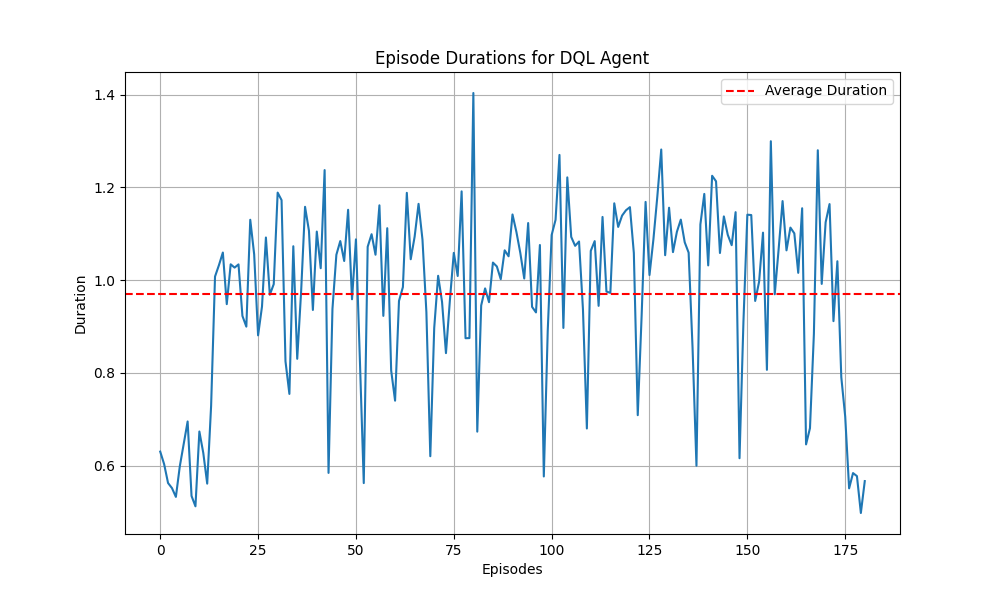 Episode Durations for DQL Agent
Average Duration
1.4
1.2
1.0
0.8
0.6
Duration
0 25 50 75 100 125 150 175
Episodes